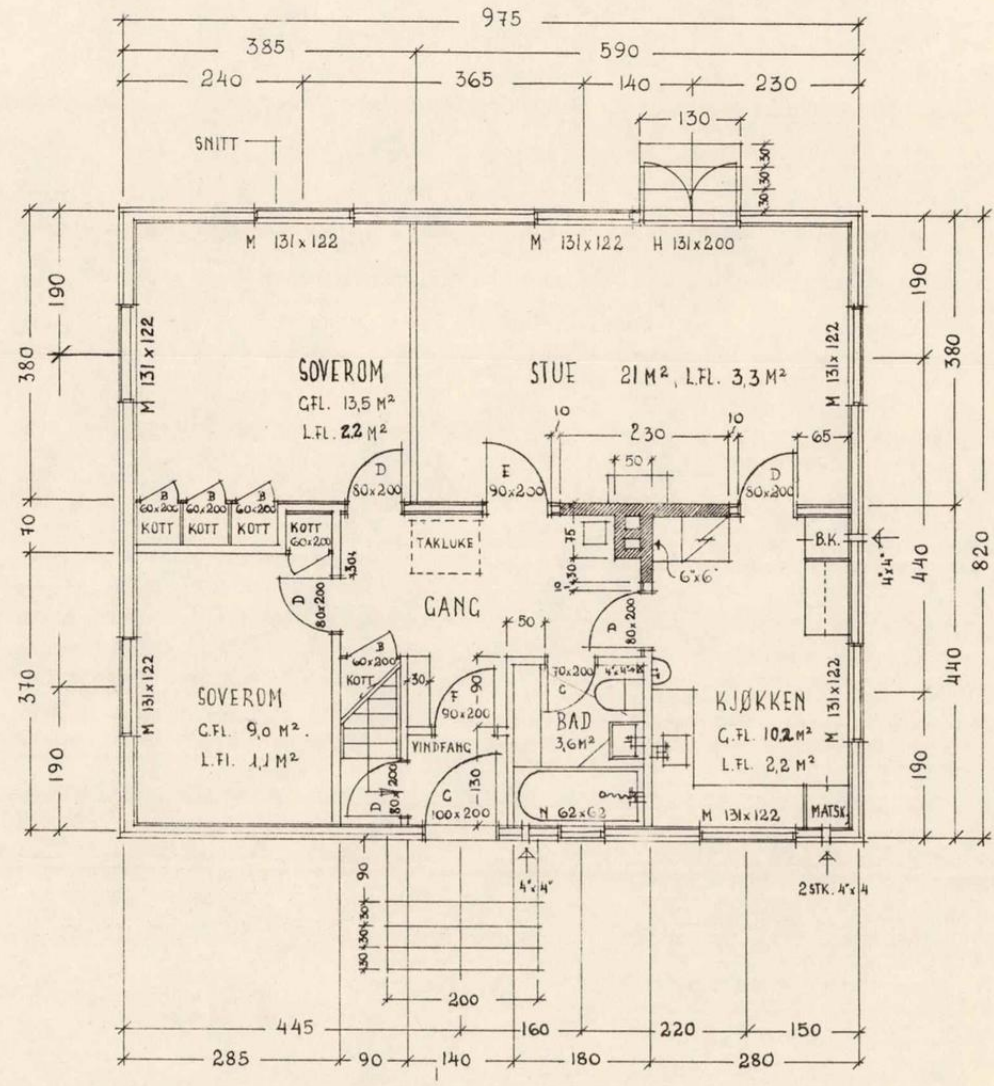 975
385 590
240 365 140 230
130
SNITT
30 30 30
M 131x122 M 131x122 H 131x200
190
380
M 131x122
SOVEROM
GFL. 13,5 M²
L.FL. 2.2 M²
STUE 21 M², L.FL. 3,3 M²
M 131x122
190
380
820
10 230 10 65
50
D
80x200
E
90x200
D
80x200
B B B
60x200 60x200 60x200
KOTT KOTT KOTT
KOTT
60x200
70
TAKLUKE
75
30
10
6"x6"
B.K.
4"x4"
440
440
GANG
D
80x200
50
D
80x200
B
60x200
KOTT
30
90
F
90x200
70x200
C
BAD
3,6M²
370
M 131x122
SOVEROM
G.FL. 9,0 M².
L.FL. 1,1 M²
KJØKKEN
G.FL. 10.2 M²
L.FL. 2,2 M²
M 131x122
VINDFANG
130
190
190
D
80x200
G
100x200
N 62x62
M 131x122
MATSK.
4"x4"
2 STK. 4"x4
90
30 30 30
200
445 160 220 150
285 90 140 180 280